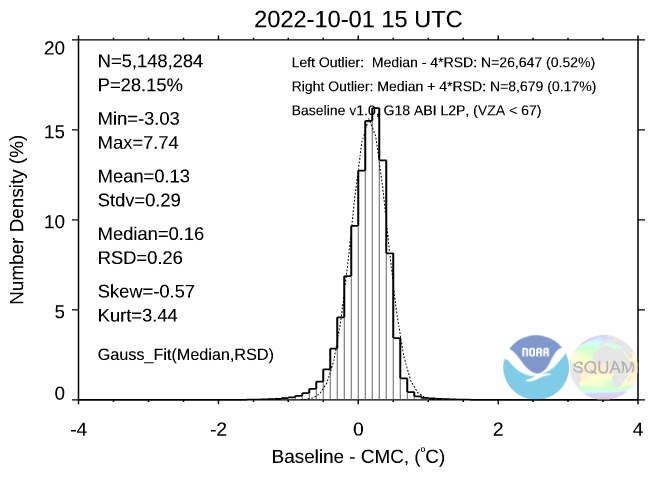 2022-10-01 15 UTC
N=5,148,284
P=28.15%
Min=-3.03
Max=7.74
Mean=0.13
Stdv=0.29
Median=0.16
RSD=0.26
Skew=-0.57
Kurt=3.44
Gauss_Fit(Median,RSD)
Left Outlier: Median - 4*RSD: N=26,647 (0.52%)
Right Outlier: Median + 4*RSD: N=8,679 (0.17%)
Baseline v1.0, G18 ABI L2P, (VZA < 67)
Number Density (%)
20
15
10
5
0
NOAA
SQUAM
-4 -2 0 2 4
Baseline - CMC, (°C)